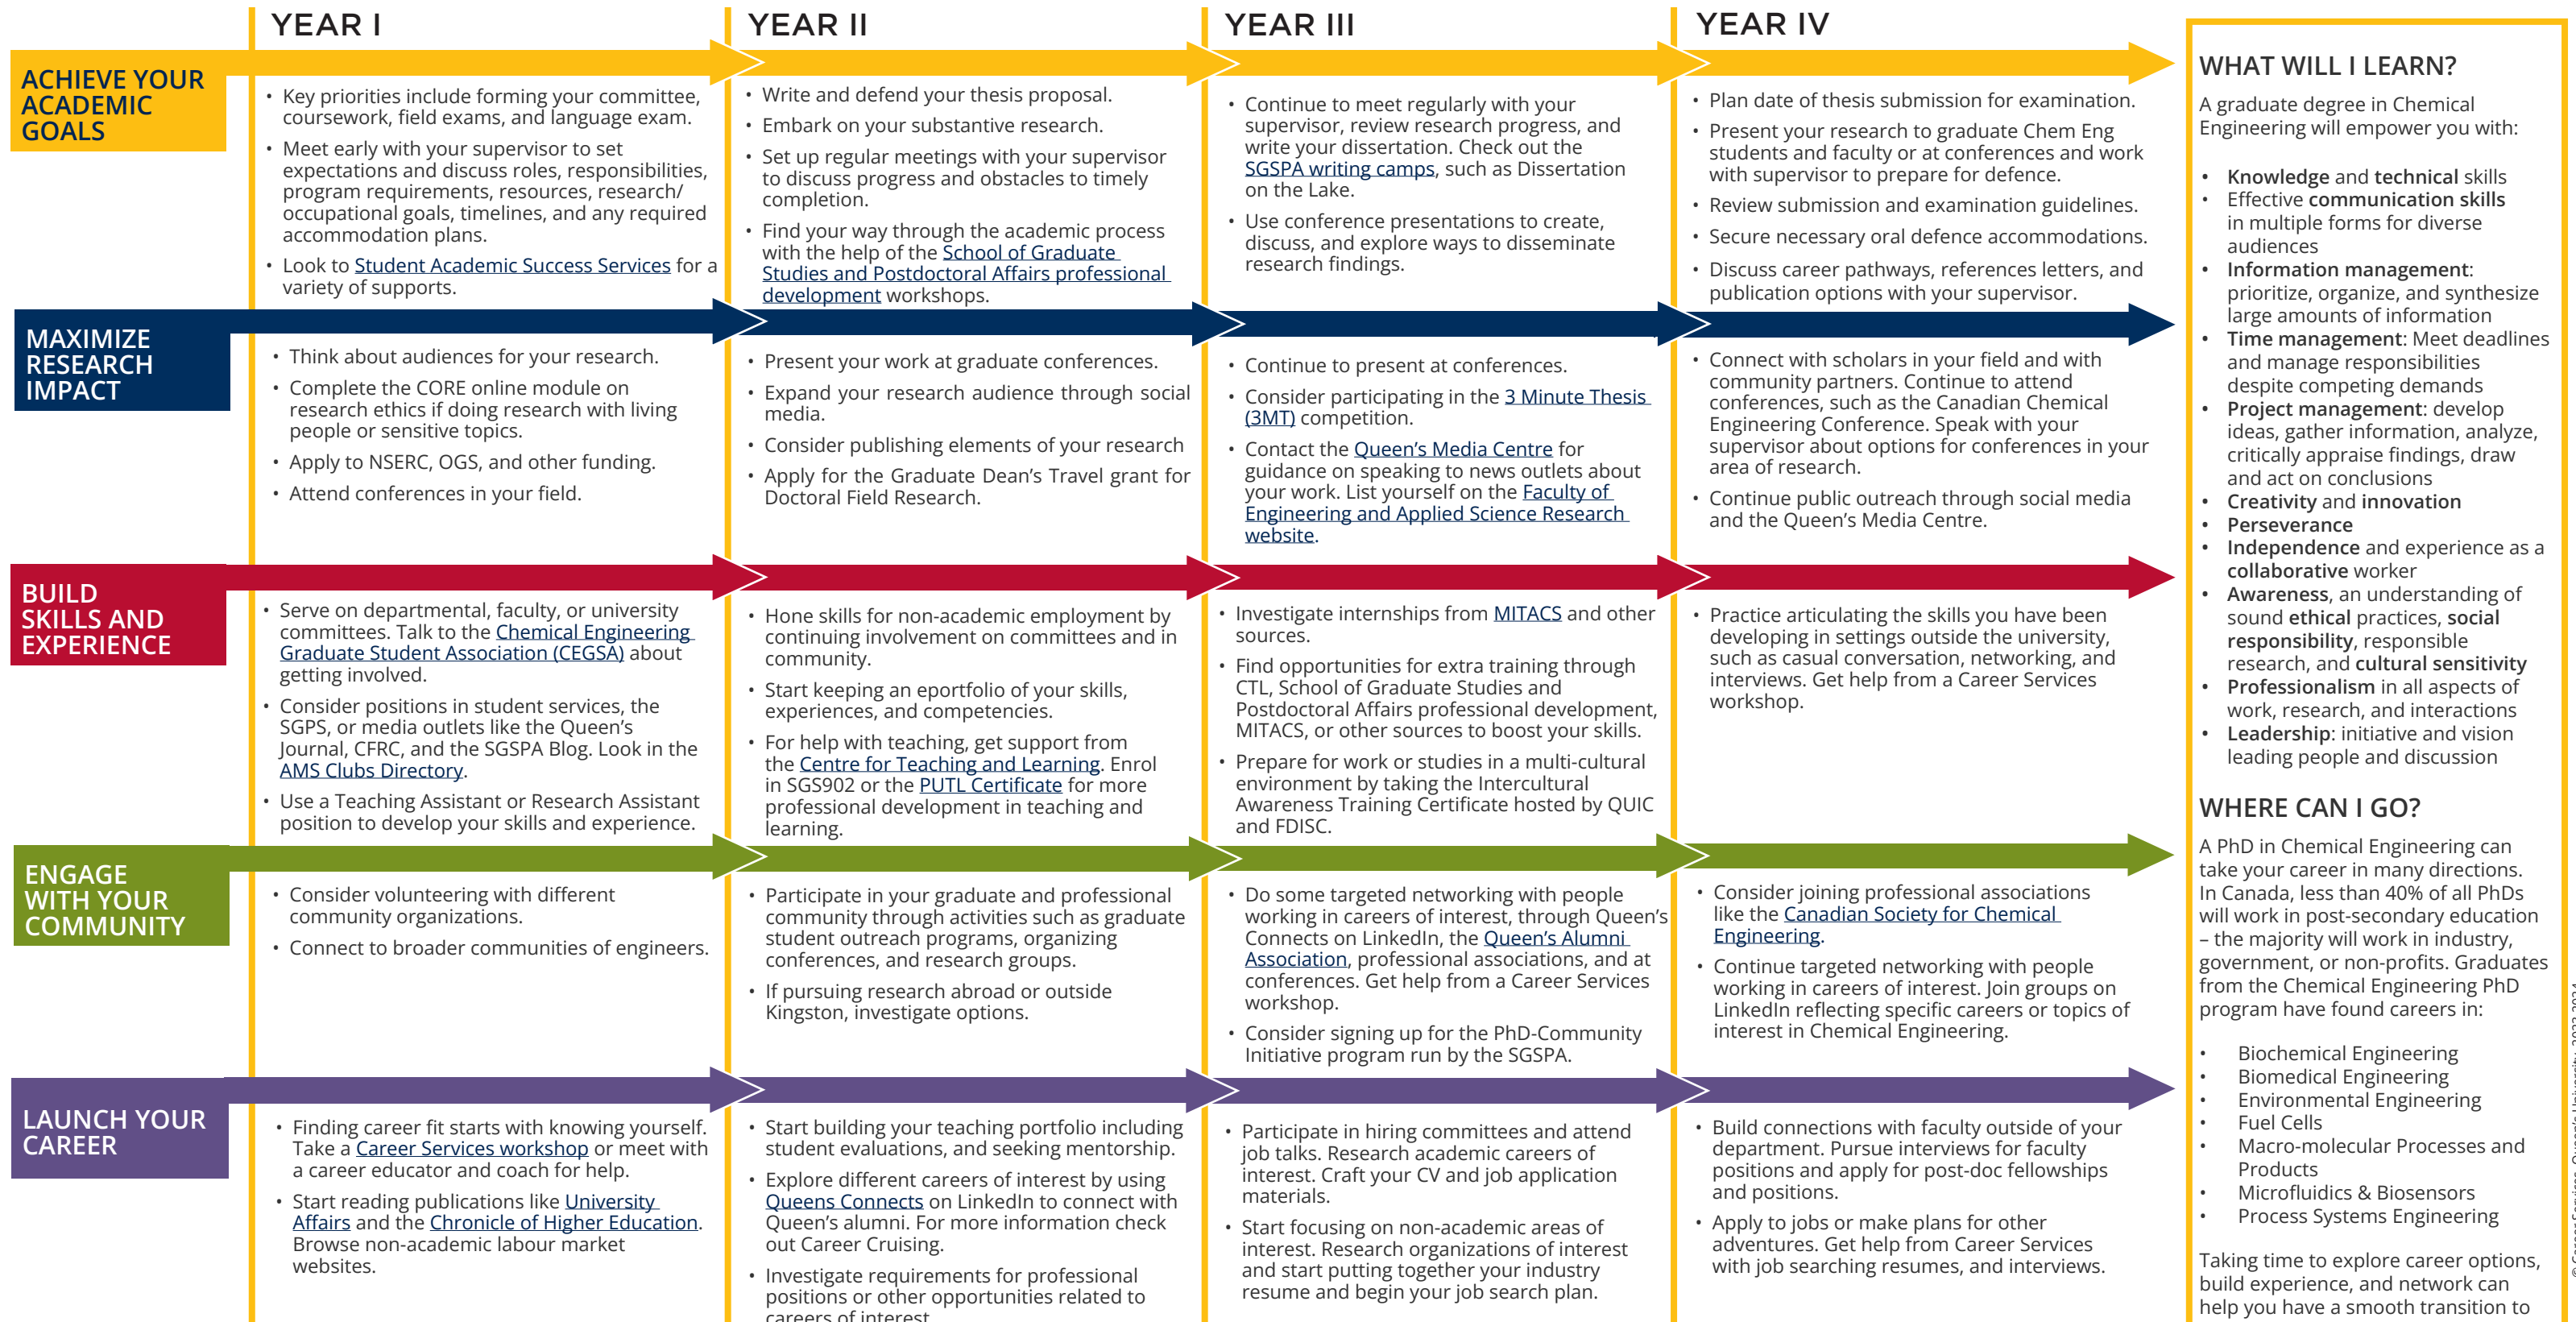 YEAR I
YEAR II
YEAR III
YEAR IV
ACHIEVE YOUR
ACADEMIC
GOALS
• Key priorities include forming your committee,
coursework, field exams, and language exam.
• Meet early with your supervisor to set
expectations and discuss roles, responsibilities,
program requirements, resources, research/
occupational goals, timelines, and any required
accommodation plans.
• Look to Student Academic Success Services for a
variety of supports.
• Write and defend your thesis proposal.
• Embark on your substantive research.
• Set up regular meetings with your supervisor
to discuss progress and obstacles to timely
completion.
• Find your way through the academic process
with the help of the School of Graduate
Studies and Postdoctoral Affairs professional
development workshops.
• Continue to meet regularly with your
supervisor, review research progress, and
write your dissertation. Check out the
SGSPA writing camps, such as Dissertation
on the Lake.
• Use conference presentations to create,
discuss, and explore ways to disseminate
research findings.
• Plan date of thesis submission for examination.
• Present your research to graduate Chem Eng
students and faculty or at conferences and work
with supervisor to prepare for defence.
• Review submission and examination guidelines.
• Secure necessary oral defence accommodations.
• Discuss career pathways, references letters, and
publication options with your supervisor.
MAXIMIZE
RESEARCH
IMPACT
• Think about audiences for your research.
• Complete the CORE online module on
research ethics if doing research with living
people or sensitive topics.
• Apply to NSERC, OGS, and other funding.
• Attend conferences in your field.
• Present your work at graduate conferences.
• Expand your research audience through social
media.
• Consider publishing elements of your research
• Apply for the Graduate Dean's Travel grant for
Doctoral Field Research.
• Continue to present at conferences.
• Consider participating in the 3 Minute Thesis
(3MT) competition.
• Contact the Queen's Media Centre for
guidance on speaking to news outlets about
your work. List yourself on the Faculty of
Engineering and Applied Science Research
website.
• Connect with scholars in your field and with
community partners. Continue to attend
conferences, such as the Canadian Chemical
Engineering Conference. Speak with your
supervisor about options for conferences in your
area of research.
• Continue public outreach through social media
and the Queen's Media Centre.
BUILD
SKILLS AND
EXPERIENCE
• Serve on departmental, faculty, or university
committees. Talk to the Chemical Engineering
Graduate Student Association (CEGSA) about
getting involved.
• Consider positions in student services, the
SGPS, or media outlets like the Queen's
Journal, CFRC, and the SGSPA Blog. Look in the
AMS Clubs Directory.
• Use a Teaching Assistant or Research Assistant
position to develop your skills and experience.
• Hone skills for non-academic employment by
continuing involvement on committees and in
community.
• Start keeping an eportfolio of your skills,
experiences, and competencies.
• For help with teaching, get support from
the Centre for Teaching and Learning. Enrol
in SGS902 or the PUTL Certificate for more
professional development in teaching and
learning.
• Investigate internships from MITACS and other
sources.
• Find opportunities for extra training through
CTL, School of Graduate Studies and
Postdoctoral Affairs professional development,
MITACS, or other sources to boost your skills.
• Prepare for work or studies in a multi-cultural
environment by taking the Intercultural
Awareness Training Certificate hosted by QUIC
and FDISC.
• Practice articulating the skills you have been
developing in settings outside the university,
such as casual conversation, networking, and
interviews. Get help from a Career Services
workshop.
ENGAGE
WITH YOUR
COMMUNITY
• Consider volunteering with different
community organizations.
• Connect to broader communities of engineers.
• Participate in your graduate and professional
community through activities such as graduate
student outreach programs, organizing
conferences, and research groups.
• If pursuing research abroad or outside
Kingston, investigate options.
• Do some targeted networking with people
working in careers of interest, through Queen's
Connects on LinkedIn, the Queen's Alumni
Association, professional associations, and at
conferences. Get help from a Career Services
workshop.
• Consider signing up for the PhD-Community
Initiative program run by the SGSPA.
• Consider joining professional associations
like the Canadian Society for Chemical
Engineering.
• Continue targeted networking with people
working in careers of interest. Join groups on
LinkedIn reflecting specific careers or topics of
interest in Chemical Engineering.
LAUNCH YOUR
CAREER
• Finding career fit starts with knowing yourself.
Take a Career Services workshop or meet with
a career educator and coach for help.
• Start reading publications like University
Affairs and the Chronicle of Higher Education.
Browse non-academic labour market
websites.
• Start building your teaching portfolio including
student evaluations, and seeking mentorship.
• Explore different careers of interest by using
Queens Connects on LinkedIn to connect with
Queen's alumni. For more information check
out Career Cruising.
• Investigate requirements for professional
positions or other opportunities related to
careers of interest.
• Participate in hiring committees and attend
job talks. Research academic careers of
interest. Craft your CV and job application
materials.
• Start focusing on non-academic areas of
interest. Research organizations of interest
and start putting together your industry
resume and begin your job search plan.
• Build connections with faculty outside of your
department. Pursue interviews for faculty
positions and apply for post-doc fellowships
and positions.
• Apply to jobs or make plans for other
adventures. Get help from Career Services
with job searching resumes, and interviews.
WHAT WILL I LEARN?
A graduate degree in Chemical
Engineering will empower you with:
• Knowledge and technical skills
• Effective communication skills
in multiple forms for diverse
audiences
• Information management:
prioritize, organize, and synthesize
large amounts of information
• Time management: Meet deadlines
and manage responsibilities
despite competing demands
• Project management: develop
ideas, gather information, analyze,
critically appraise findings, draw
and act on conclusions
• Creativity and innovation
• Perseverance
• Independence and experience as a
collaborative worker
• Awareness, an understanding of
sound ethical practices, social
responsibility, responsible
research, and cultural sensitivity
• Professionalism in all aspects of
work, research, and interactions
• Leadership: initiative and vision
leading people and discussion
WHERE CAN I GO?
A PhD in Chemical Engineering can
take your career in many directions.
In Canada, less than 40% of all PhDs
will work in post-secondary education
– the majority will work in industry,
government, or non-profits. Graduates
from the Chemical Engineering PhD
program have found careers in:
• Biochemical Engineering
• Biomedical Engineering
• Environmental Engineering
• Fuel Cells
• Macro-molecular Processes and
Products
• Microfluidics & Biosensors
• Process Systems Engineering
Taking time to explore career options,
build experience, and network can
help you have a smooth transition to
© Career Services, Queen's University, 2023-2024